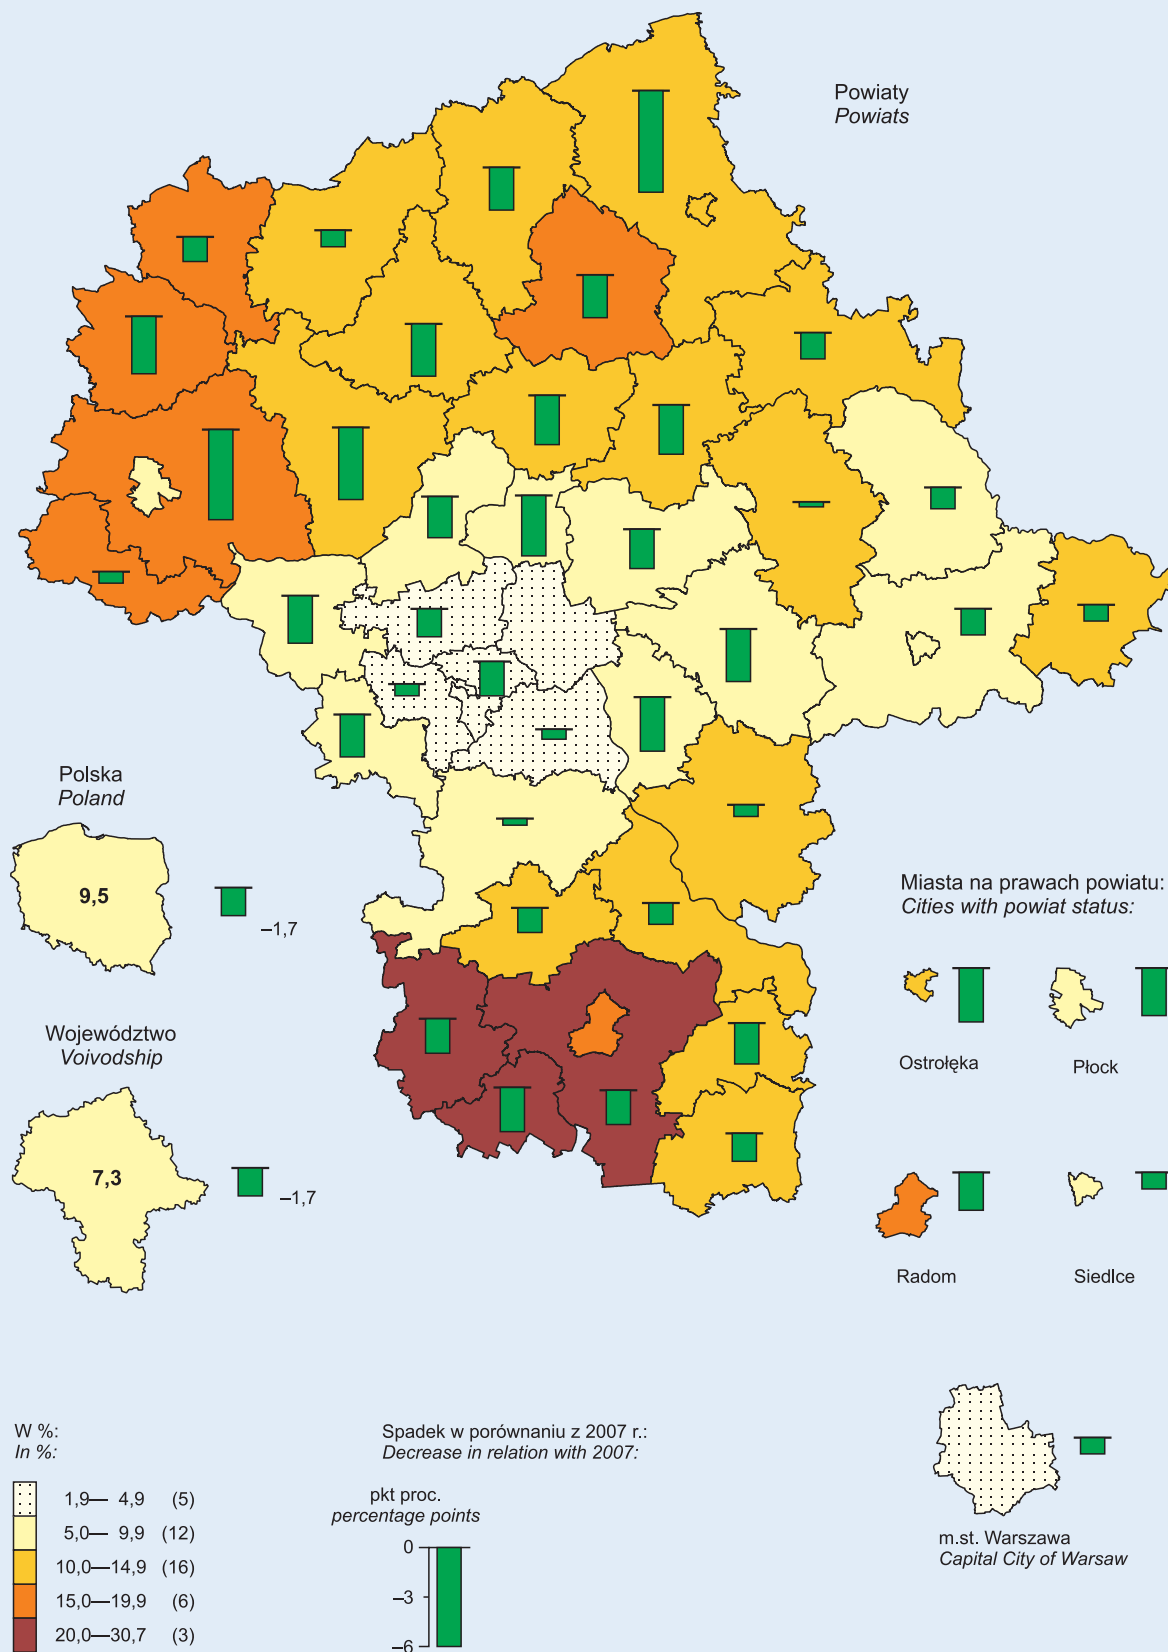 Powiaty
Powiats
Polska
Poland
9,5
–1,7
Województwo
Voivodship
7,3
–1,7
Miasta na prawach powiatu:
Cities with powiat status:
Ostrołęka
Płock
Radom
Siedlce
m.st. Warszawa
Capital City of Warsaw
W %:
In %:
1,9— 4,9 (5)
5,0— 9,9 (12)
10,0—14,9 (16)
15,0—19,9 (6)
20,0—30,7 (3)
Spadek w porównaniu z 2007 r.:
Decrease in relation with 2007:
pkt proc.
percentage points
0
–3
–6